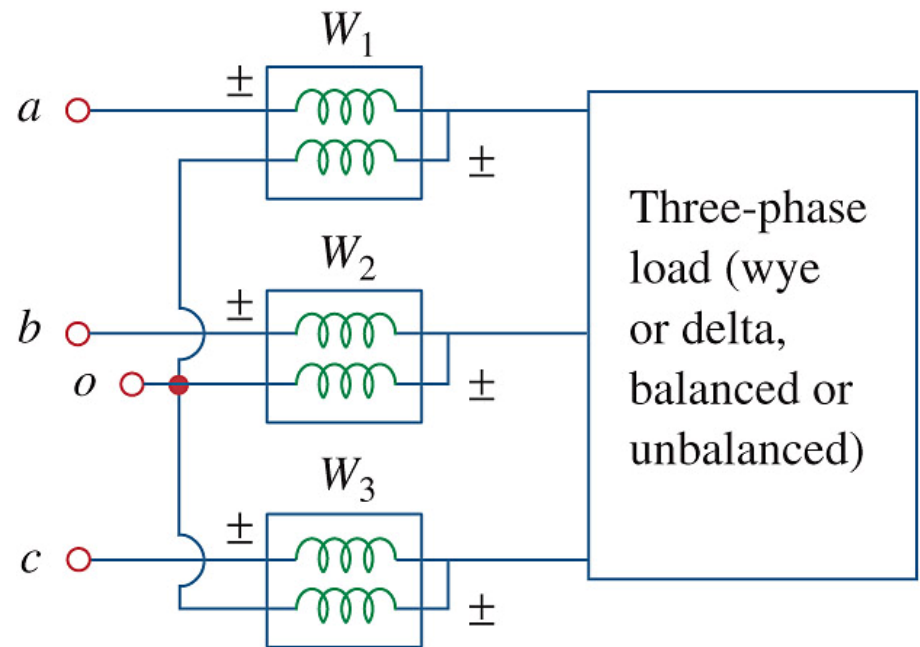 W1
±
a
±
Three-phase
load (wye
or delta,
balanced or
unbalanced)
W2
±
b
o
±
W3
±
c
±